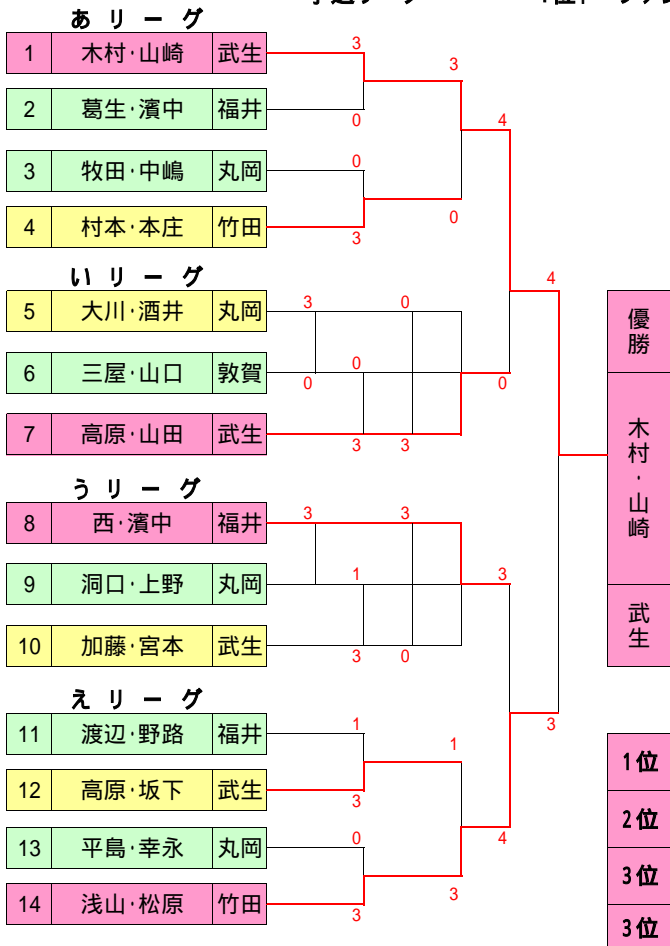 あリーグ
1 木村・山崎 武生
2 葛生・濱中 福井
3 牧田・中嶋 丸岡
4 村本・本庄 竹田
3
0
0
3
3
0
4
いリーグ
5 大川・酒井 丸岡
6 三屋・山口 敦賀
7 高原・山田 武生
3
0
0
3
0
3
0
4
うリーグ
8 西・濱中 福井
9 洞口・上野 丸岡
10 加藤・宮本 武生
3
1
3
3
0
3
えリーグ
11 渡辺・野路 福井
12 高原・坂下 武生
13 平島・幸永 丸岡
14 浅山・松原 竹田
1
3
0
3
1
3
4
3
優勝
木村・山崎
武生
1位
2位
3位
3位